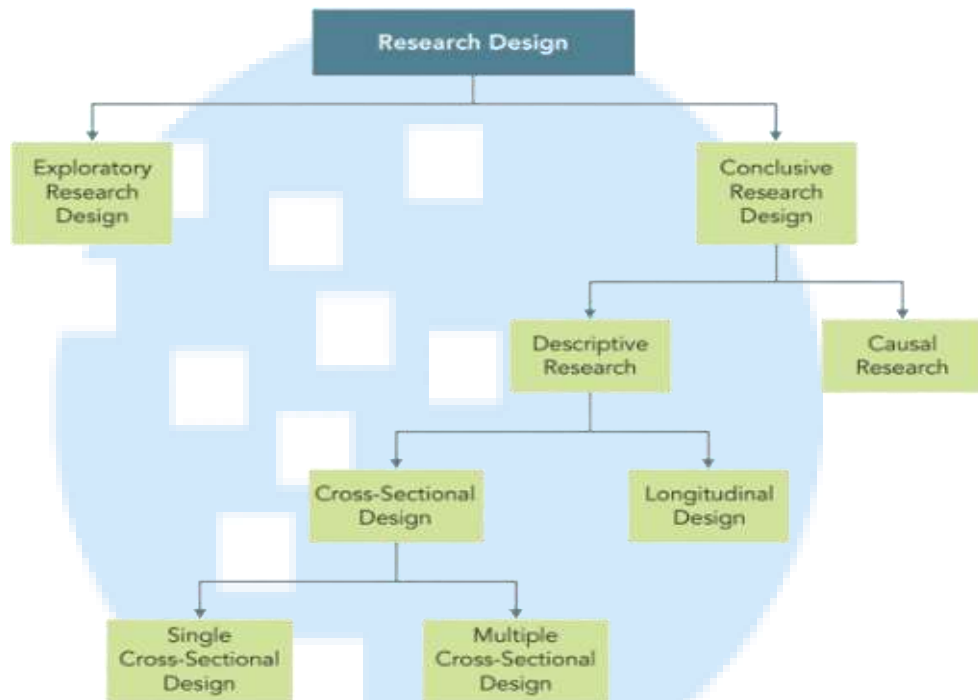 Research Design
Exploratory
Research
Design
Conclusive
Research
Design
Descriptive
Research
Causal
Research
Cross-Sectional
Design
Longitudinal
Design
Single
Cross-Sectional
Design
Multiple
Cross-Sectional
Design